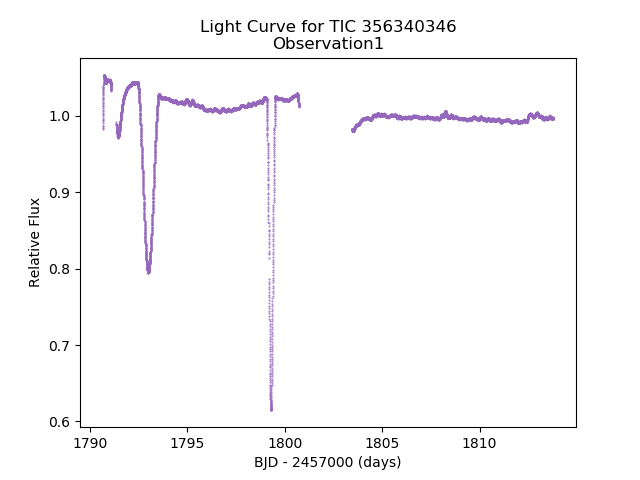 Light Curve for TIC 356340346
Observation1
1.0
0.9
0.8
0.7
0.6
Relative Flux
1790
1795
1800
1805
1810
BJD - 2457000 (days)